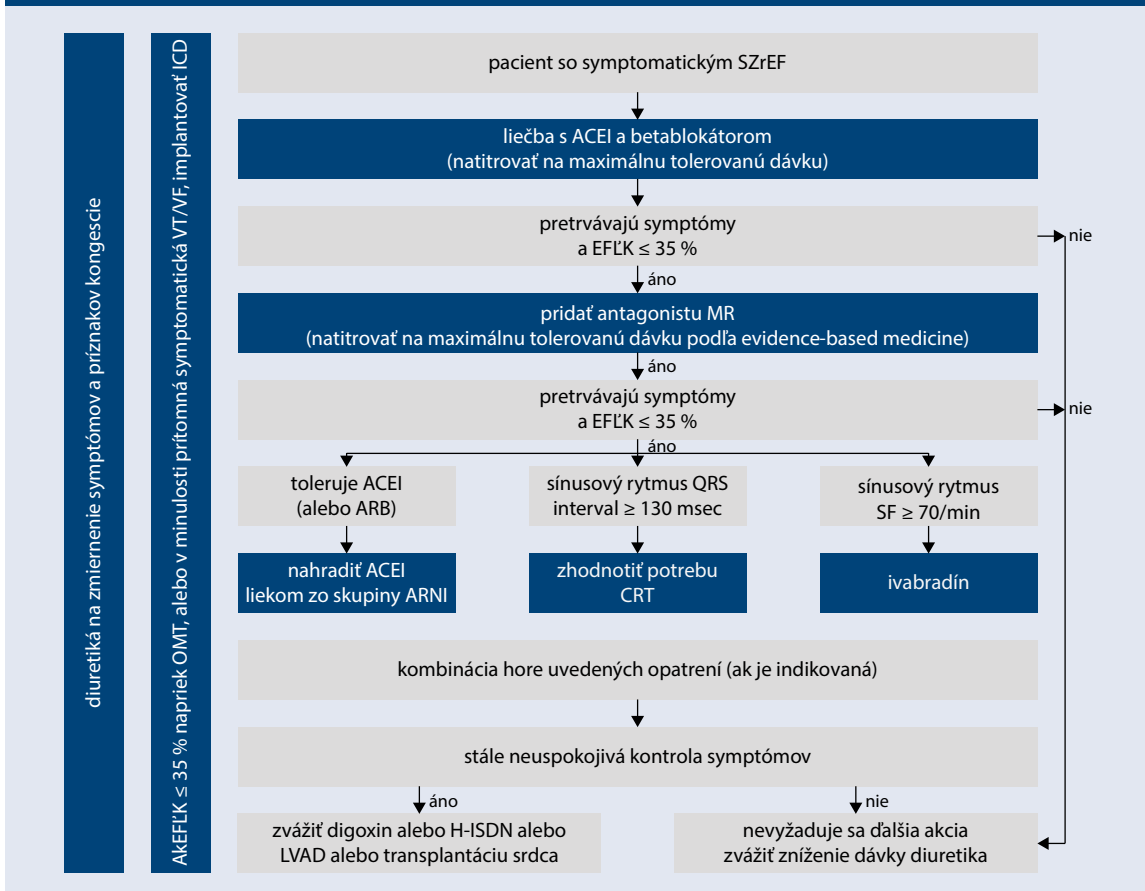 diuretiká na zmiernenie symptómov a príznakov kongescie
AkEFĽK ≤ 35 % napriek OMT, alebo v minulosti prítomná symptomatická VT/VF, implantovať ICD
pacient so symptomatickým SZrEF
liečba s ACEI a betablokátorom
(natitrovať na maximálnu tolerovanú dávku)
pretrvávajú symptómy
a EFĽK ≤ 35 %
nie
áno
pridať antagonistu MR
(natitrovať na maximálnu tolerovanú dávku podľa evidence-based medicine)
áno
pretrvávajú symptómy
a EFĽK ≤ 35 %
nie
áno
toleruje ACEI
(alebo ARB)
sínusový rytmus QRS
interval ≥ 130 msec
sínusový rytmus
SF ≥ 70/min
nahradiť ACEI
liekom zo skupiny ARNI
zhodnotiť potrebu
CRT
ivabradín
kombinácia hore uvedených opatrení (ak je indikovaná)
stále neuspokojivá kontrola symptómov
áno
nie
zvážiť digoxin alebo H-ISDN alebo
LVAD alebo transplantáciu srdca
nevyžaduje sa ďalšia akcia
zvážiť zníženie dávky diuretika